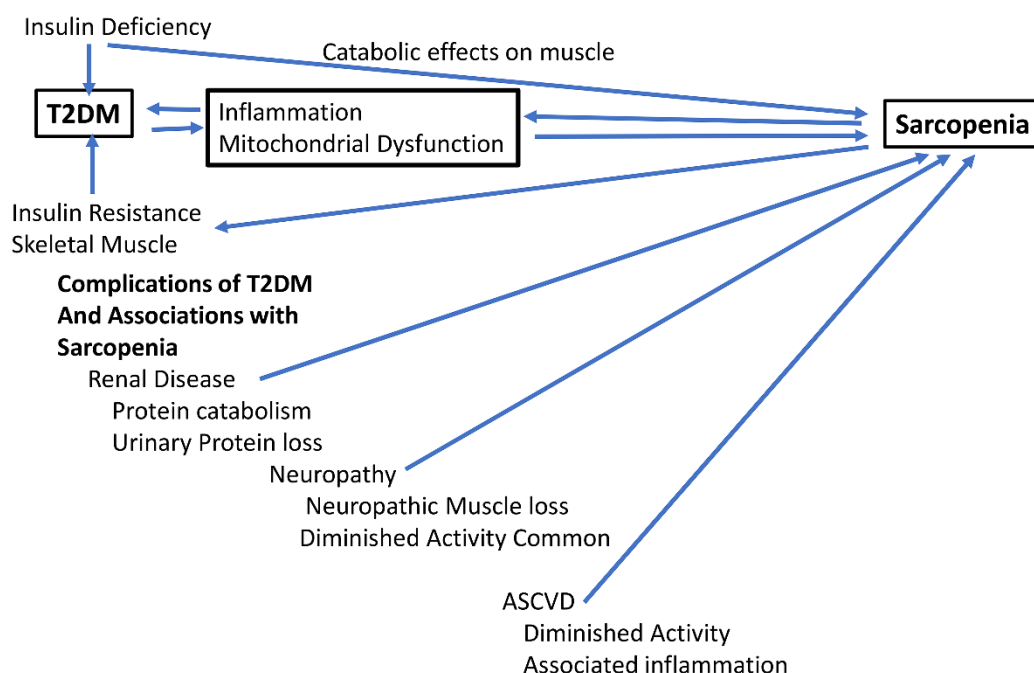 Insulin Deficiency
Catabolic effects on muscle
T2DM
Inflammation
Mitochondrial Dysfunction
Sarcopenia
Insulin Resistance
Skeletal Muscle
Complications of T2DM
And Associations with
Sarcopenia
Renal Disease
Protein catabolism
Urinary Protein loss
Neuropathy
Neuropathic Muscle loss
Diminished Activity Common
ASCVD
Diminished Activity
Associated inflammation